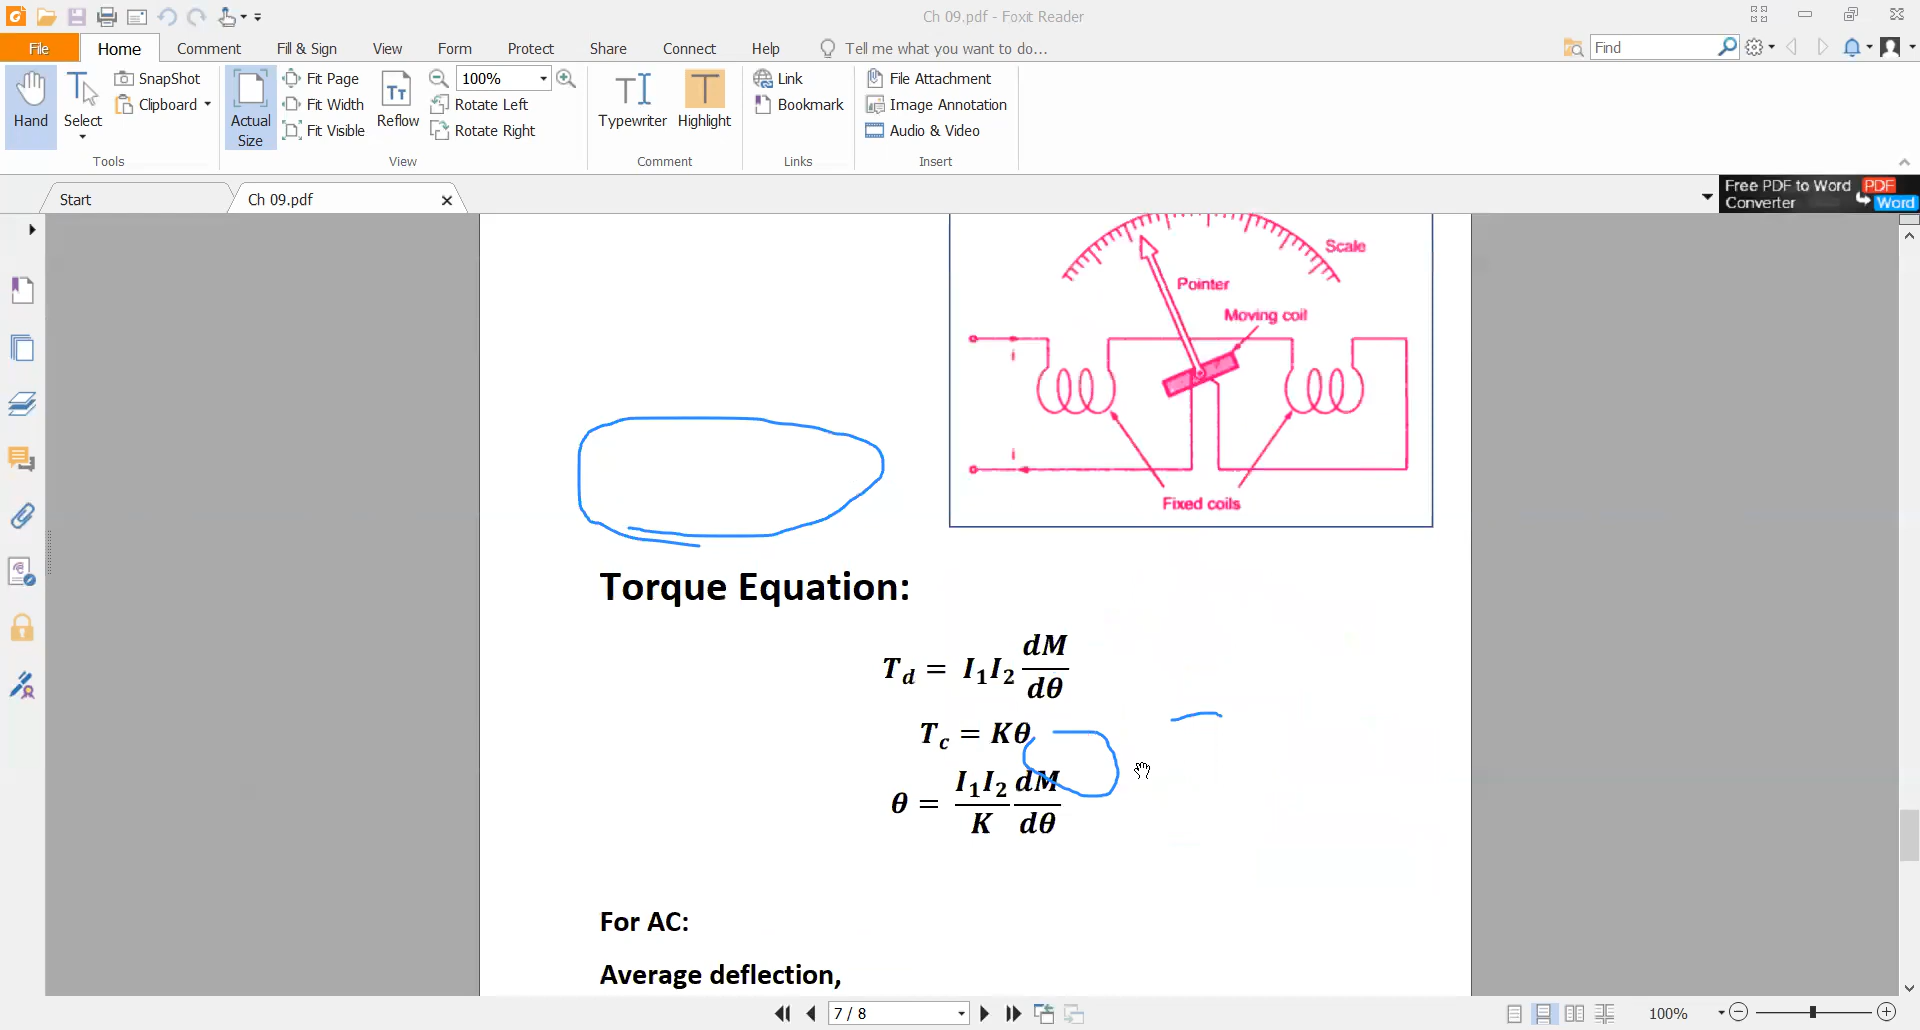 Ch 09.pdf - Foxit Reader
File Home Comment Fill & Sign View Form Protect Share Connect Help Tell me what you want to do... Find
Hand
Select
SnapShot
Clipboard
Tools
Actual
Size
Fit Page
Fit Width
Fit Visible
Reflow
100%
Rotate Left
Rotate Right
View
Typewriter
Highlight
Comment
Link
Bookmark
Links
File Attachment
Image Annotation
Audio & Video
Insert
Start
Ch 09.pdf
Free PDF to Word PDF
Converter Word
Scale
Pointer
Moving coil
i
i
Fixed coils
Torque Equation:
T_d = I₁I₂ dM/dθ
T_c = Kθ
θ = I₁I₂/K dM/dθ
For AC:
Average deflection,
7 / 8
100%